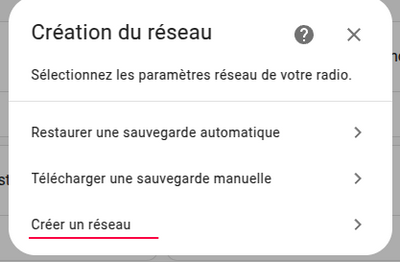 Création du réseau
Sélectionnez les paramètres réseau de votre radio.
Restaurer une sauvegarde automatique
Télécharger une sauvegarde manuelle
Créer un réseau